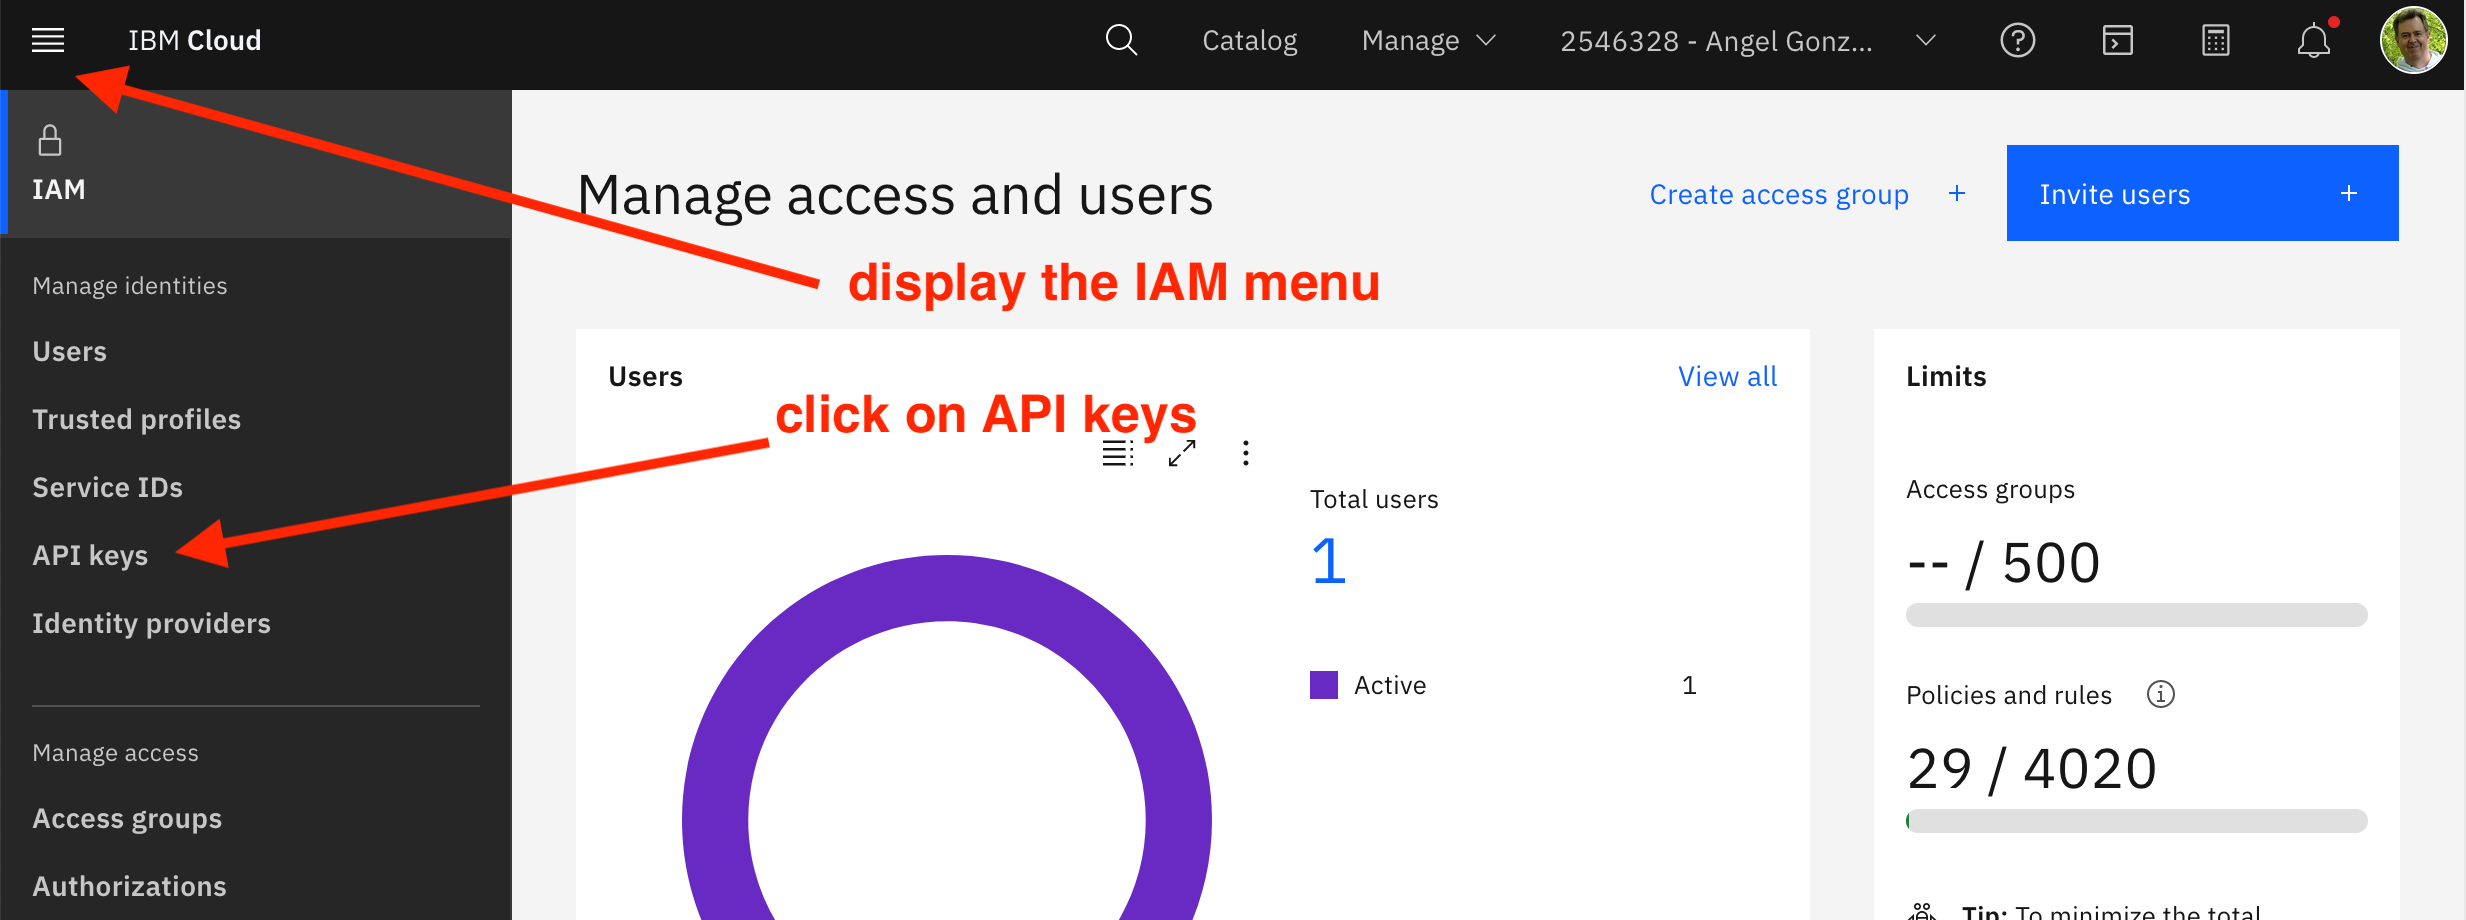 IBM Cloud
Catalog
Manage
2546328 - Angel Gonz...
IAM
Manage identities
Users
Trusted profiles
Service IDs
API keys
Identity providers
Manage access
Access groups
Authorizations
Manage access and users
Create access group +
Invite users +
display the IAM menu
Users
View all
click on API keys
Total users
1
Active 1
Limits
Access groups
-- / 500
Policies and rules
29 / 4020
Tip: To minimize the total